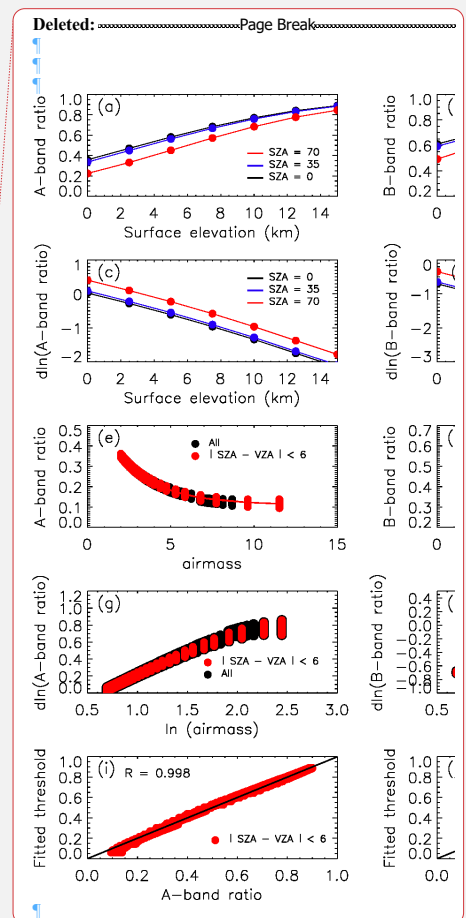 Deleted: Page Break
¶
¶
¶
(a)
A-band ratio
1.0
0.8
0.6
0.4
0.2
0.0
SZA = 70
SZA = 35
SZA = 0
0 2 4 6 8 10 12 14
Surface elevation (km)
B-band ratio
1.0
0.8
0.6
0.4
0.2
0
(c)
dln(A-band ratio)
1
0
-1
-2
SZA = 0
SZA = 35
SZA = 70
0 2 4 6 8 10 12 14
Surface elevation (km)
dln(B-band ratio)
0
-1
-2
-3
0
(e)
A-band ratio
0.5
0.4
0.3
0.2
0.1
0.0
All
| SZA - VZA | < 6
0 5 10 15
airmass
B-band ratio
0.7
0.6
0.5
0.4
0.3
0.2
0
(g)
dln(A-band ratio)
1.2
1.0
0.8
0.6
0.4
0.2
0.0
| SZA - VZA | < 6
All
0.5 1.0 1.5 2.0 2.5 3.0
ln (airmass)
dln(B-band ratio)
0.4
0.2
0.0
-0.2
-0.4
-0.6
-0.8
-1.0
0.5
(i)
R = 0.998
Fitted threshold
1.0
0.8
0.6
0.4
0.2
0.0
| SZA - VZA | < 6
0.0 0.2 0.4 0.6 0.8 1.0
A-band ratio
Fitted threshold
1.0
0.8
0.6
0.4
0.2
0.0
0.0
¶